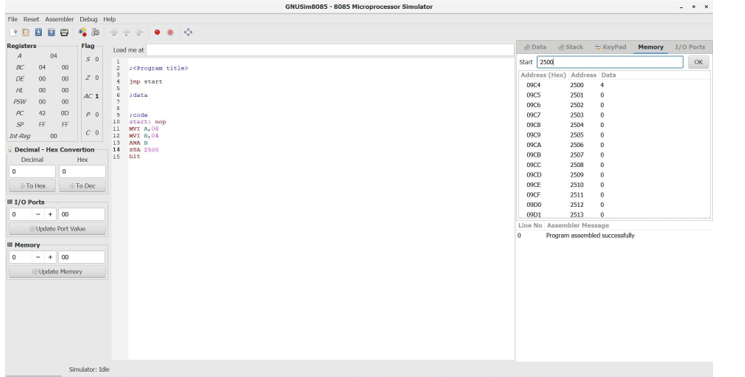 GNUSim8085 - 8085 Microprocessor Simulator
File Reset Assembler Debug Help
Registers
A 04
BC 04 00
DE 00 00
HL 00 00
PSW 00 00
PC 42 0D
SP FF FF
Int-Reg 00
Flag
S 0
Z 0
AC 1
P 0
C 0
Decimal - Hex Convertion
Decimal Hex
0 0
To Hex To Dec
I/O Ports
0 - + 00
Update Port Value
Memory
0 - + 00
Update Memory
Load me at
1
2 ;<Program title>
3
4 jmp start
5
6 ;data
7
8
9 ;code
10 start: nop
11 MVI A,06
12 MVI B,04
13 ANA B
14 STA 2500
15 hlt
Data Stack KeyPad Memory I/O Ports
Start 2500 OK
Address (Hex) Address Data
09C4 2500 4
09C5 2501 0
09C6 2502 0
09C7 2503 0
09C8 2504 0
09C9 2505 0
09CA 2506 0
09CB 2507 0
09CC 2508 0
09CD 2509 0
09CE 2510 0
09CF 2511 0
09D0 2512 0
09D1 2513 0
Line No Assembler Message
0 Program assembled successfully
Simulator: Idle